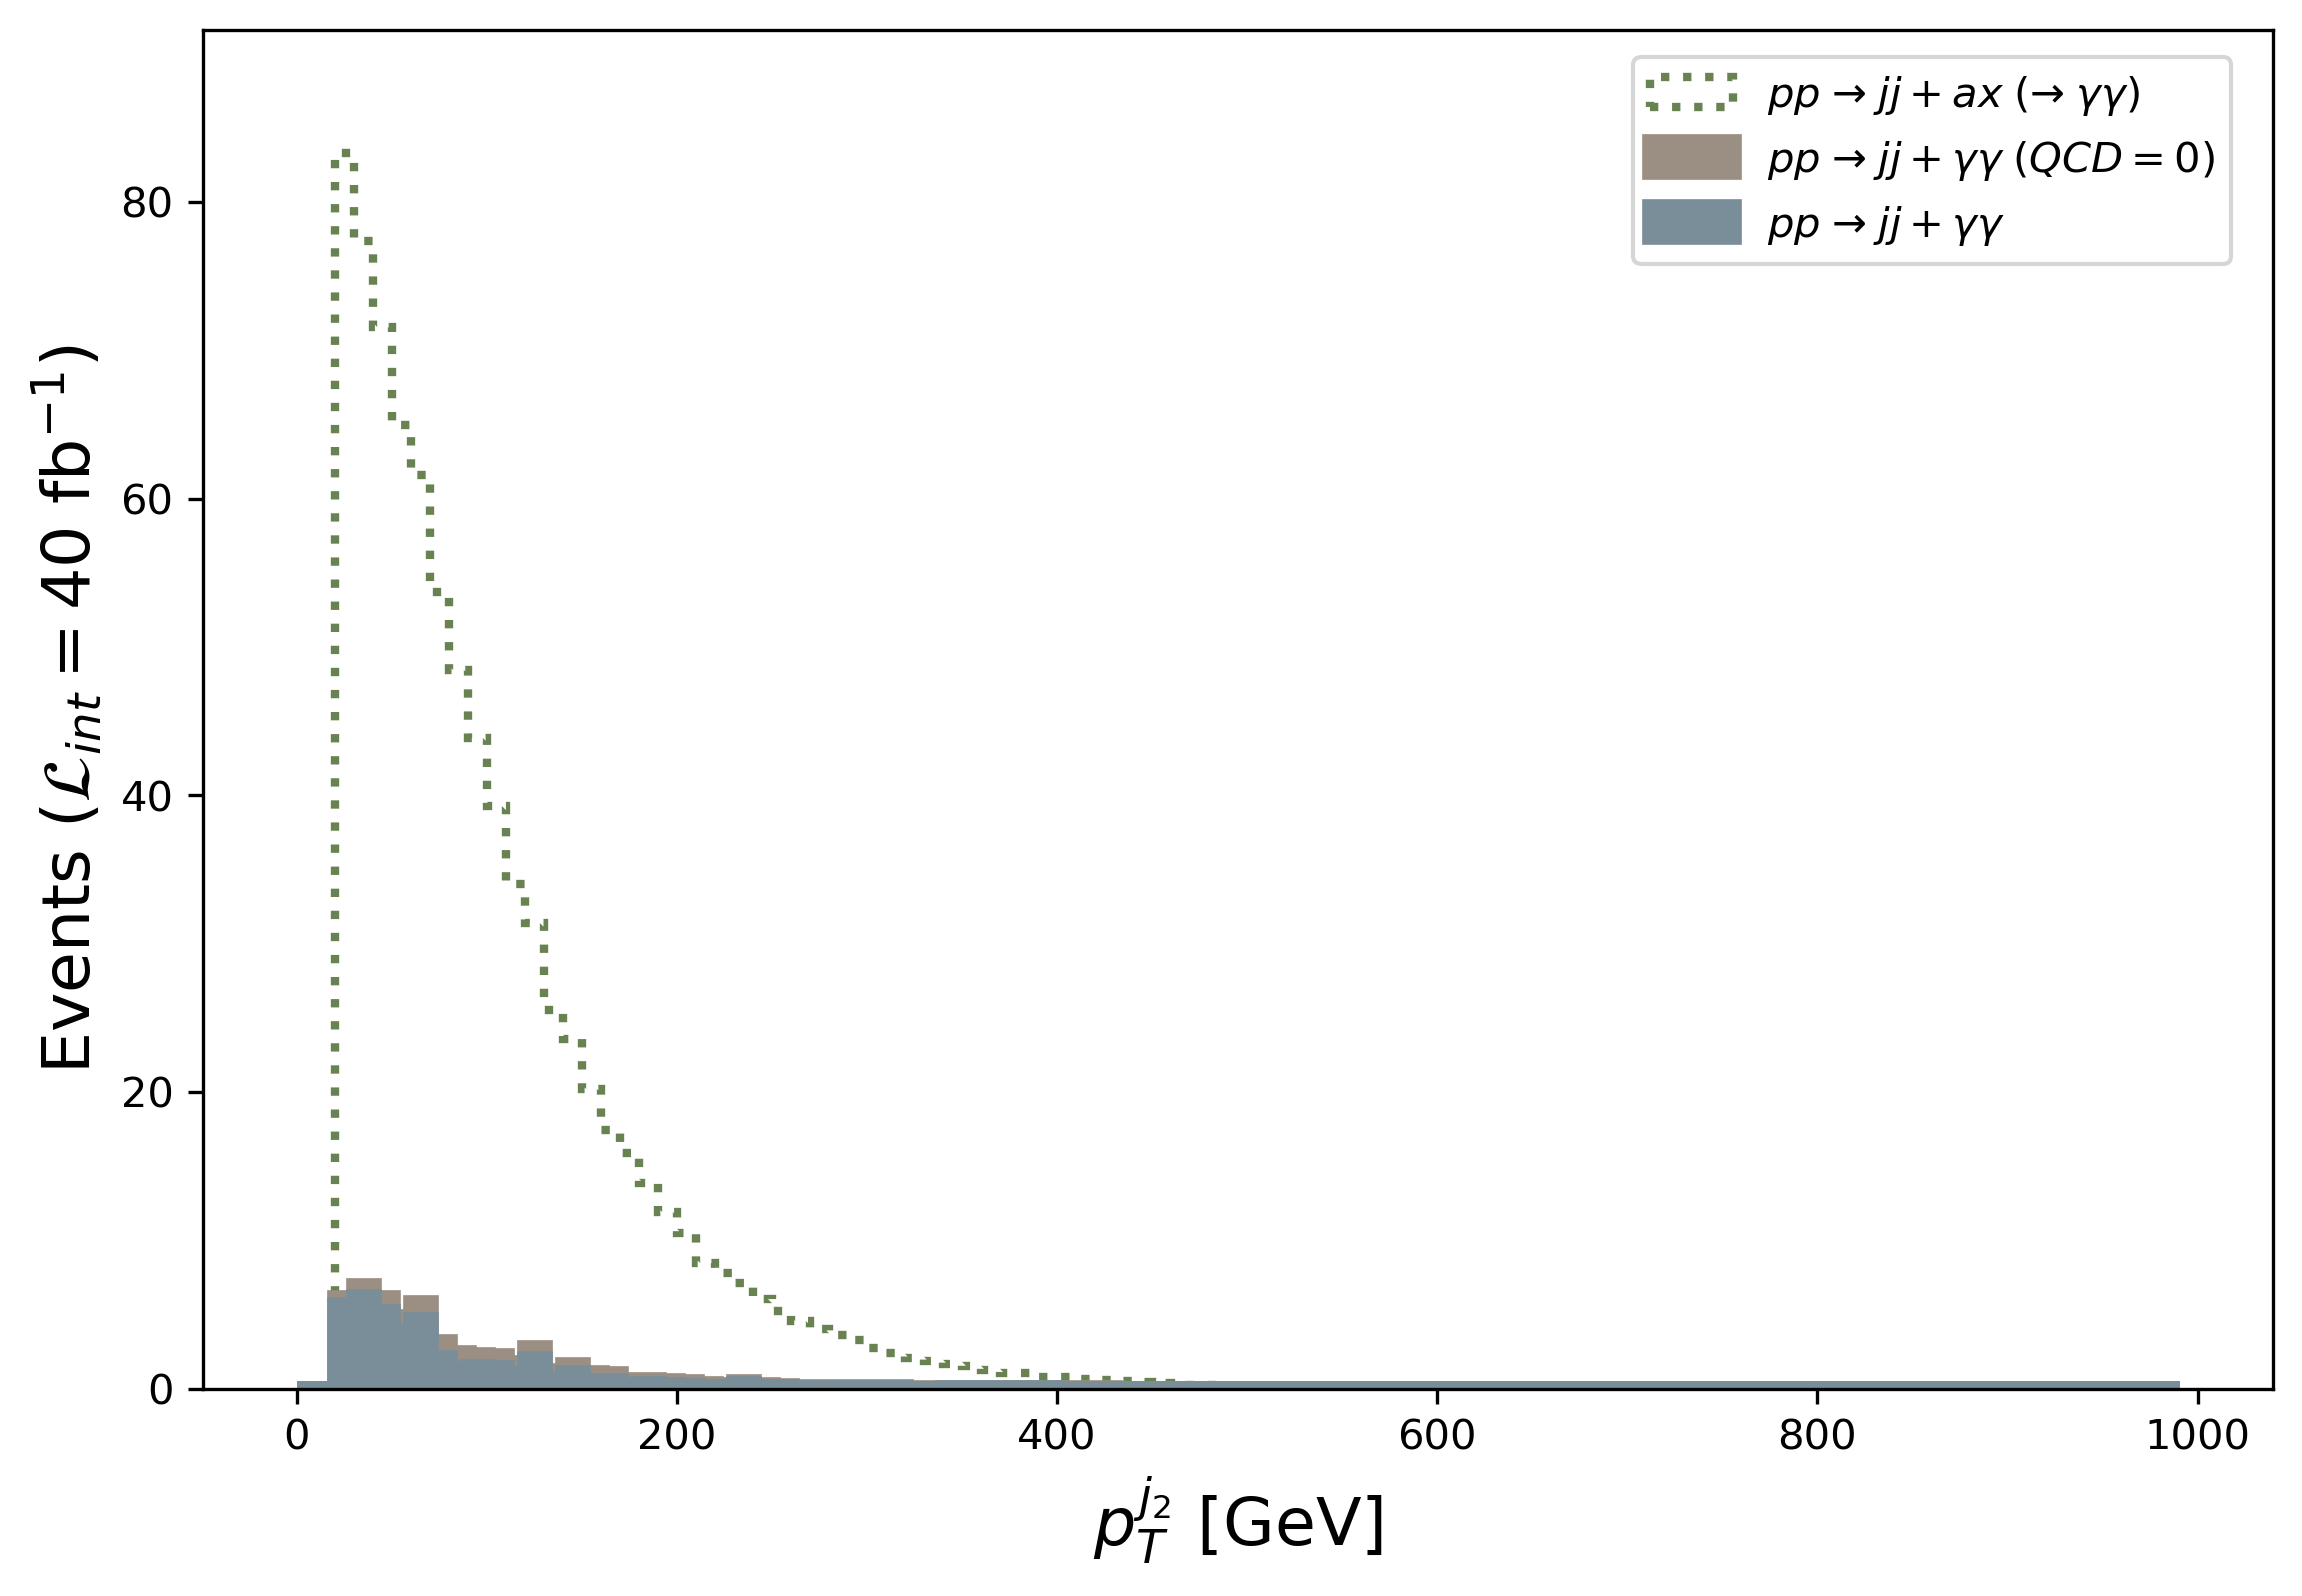 pp → jj + ax (→ γγ)
pp → jj + γγ (QCD = 0)
pp → jj + γγ
Events (ℒ_int = 40 fb⁻¹)
80
60
40
20
0
0 200 400 600 800 1000
p_T^{j_2} [GeV]